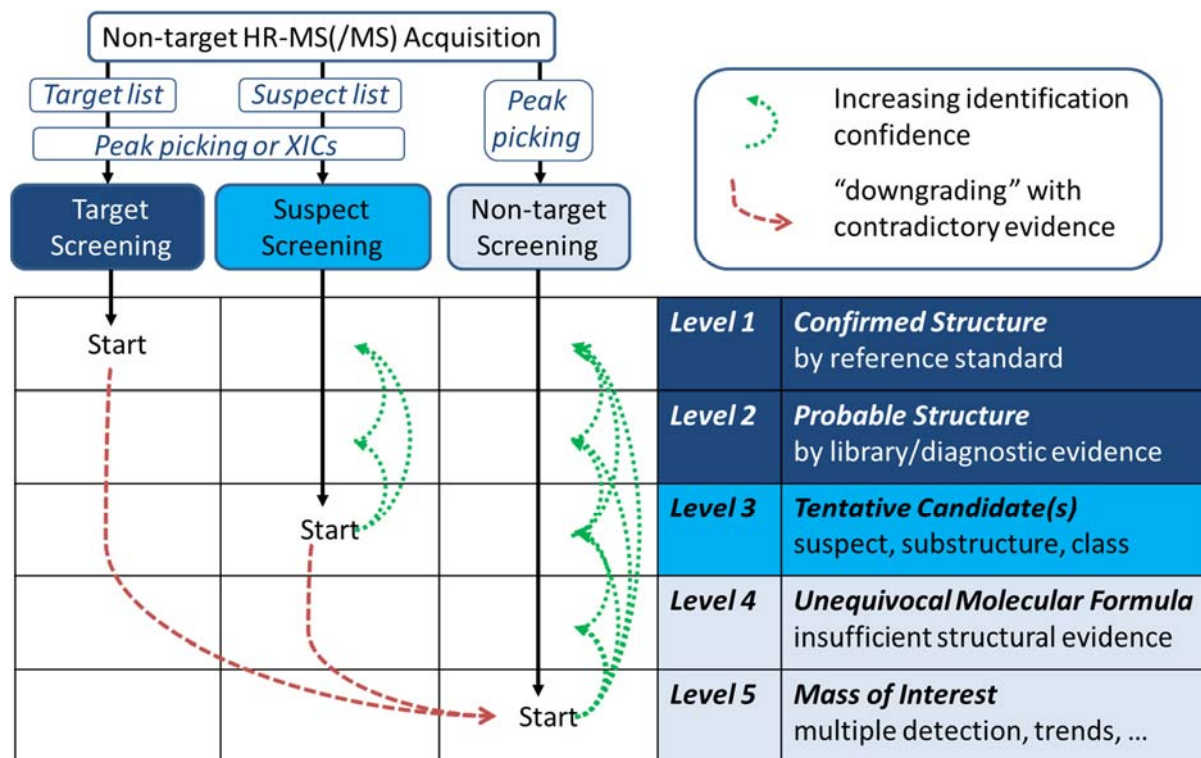 Non-target HR-MS(/MS) Acquisition
Target list
Suspect list
Peak
picking
Peak picking or XICs
Target
Screening
Suspect
Screening
Non-target
Screening
Increasing identification
confidence
“downgrading” with
contradictory evidence
Start
Start
Start
Level 1 Confirmed Structure
by reference standard
Level 2 Probable Structure
by library/diagnostic evidence
Level 3 Tentative Candidate(s)
suspect, substructure, class
Level 4 Unequivocal Molecular Formula
insufficient structural evidence
Level 5 Mass of Interest
multiple detection, trends, ...